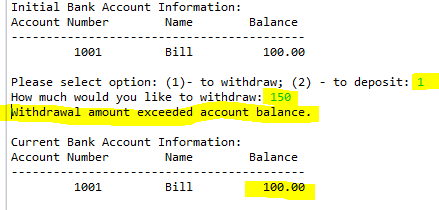 Initial Bank Account Information:
Account Number Name Balance
------------------------------------------
1001 Bill 100.00
Please select option: (1)- to withdraw; (2) - to deposit: 1
How much would you like to withdraw: 150
Withdrawal amount exceeded account balance.
Current Bank Account Information:
Account Number Name Balance
------------------------------------------
1001 Bill 100.00